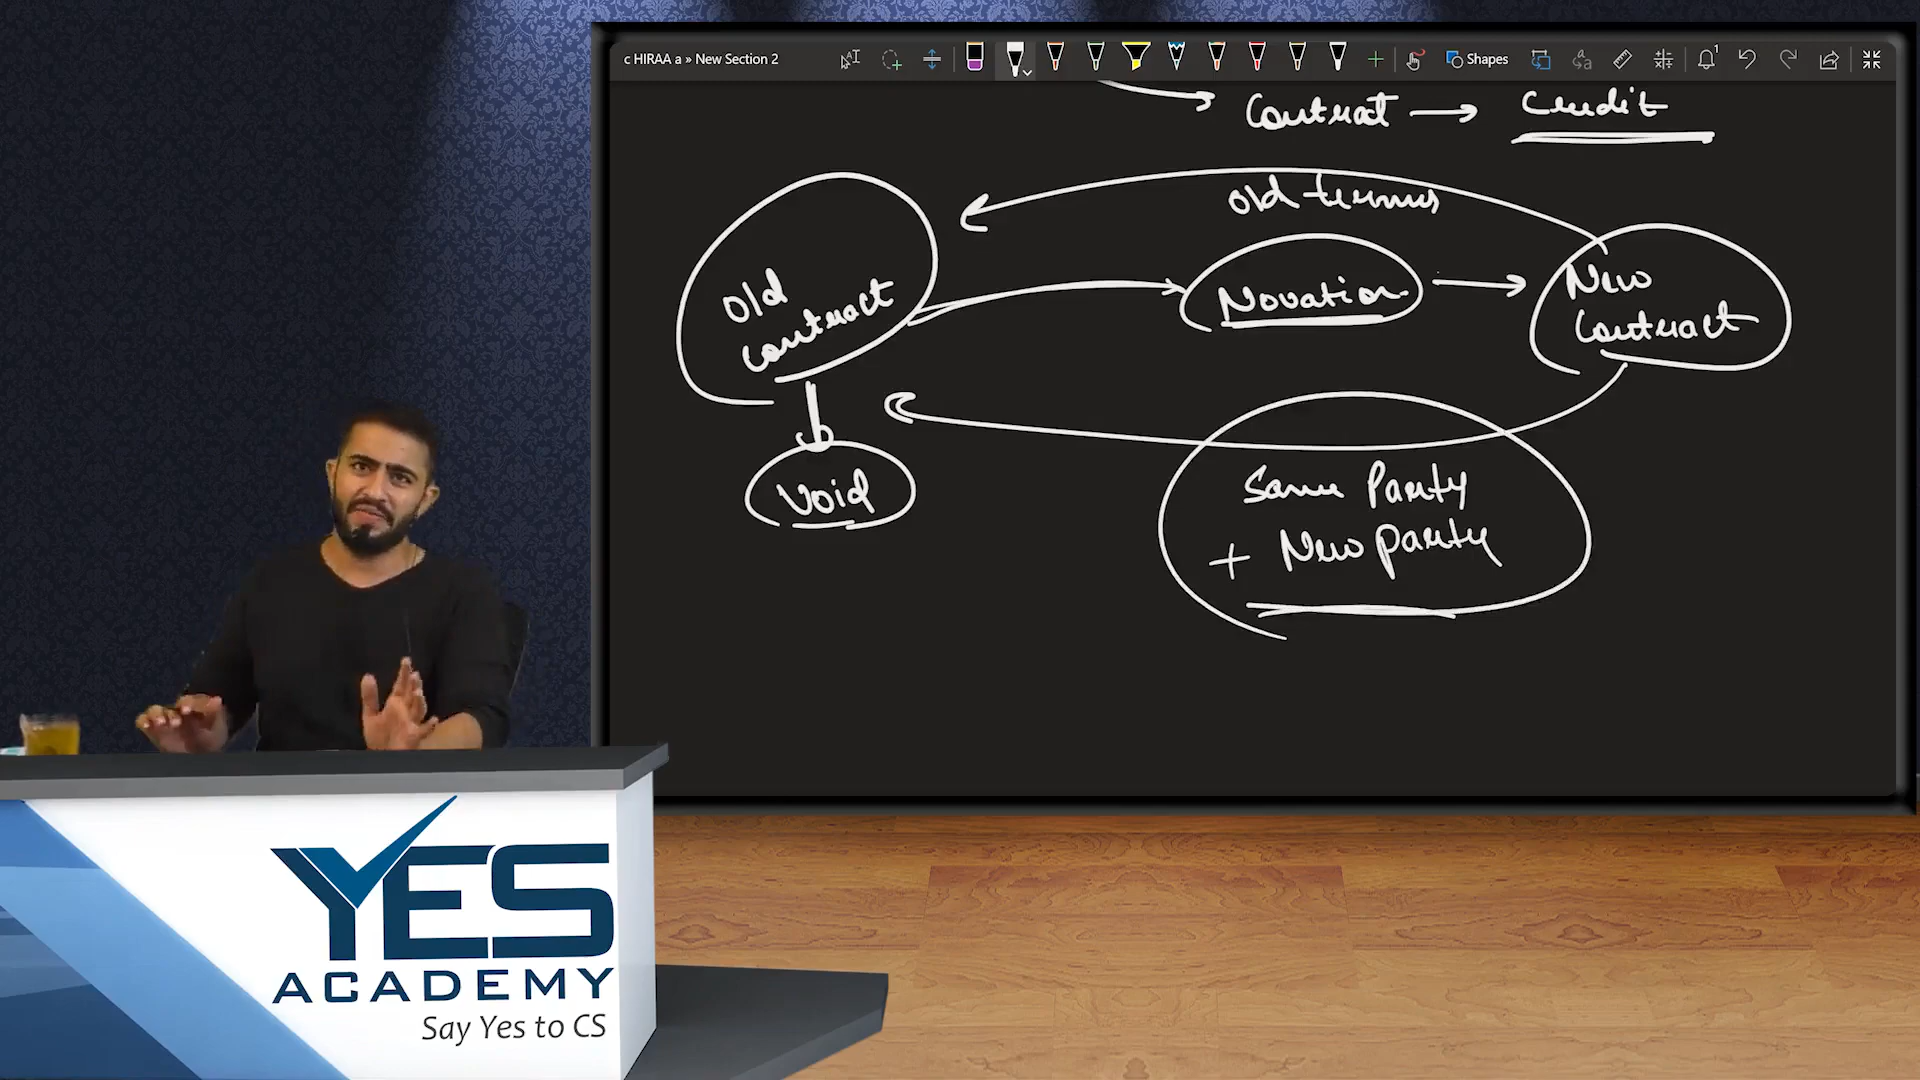 c HIRAA a » New Section 2
Shapes
1
Contract → Credit
Old terms
Old
contract
Novation
New
Contract
Void
Same Party
+ New party
YES
ACADEMY
Say Yes to CS